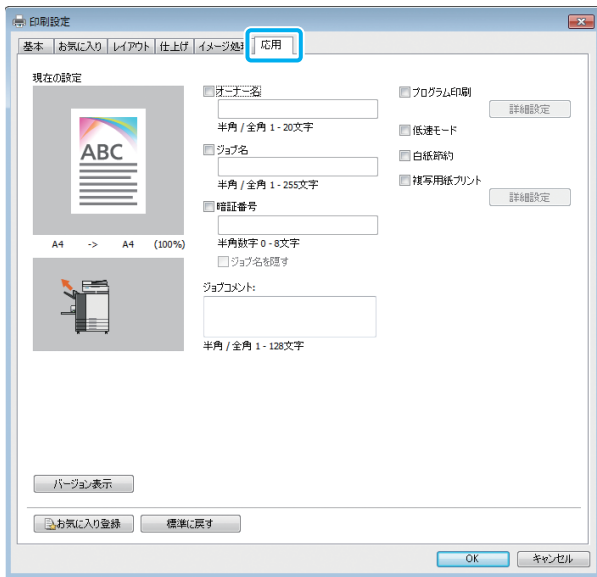 印刷設定
基本 お気に入り レイアウト 仕上げ イメージ処理 応用
現在の設定
ABC
A4 -> A4 (100%)
オーナー名
半角 / 全角 1 - 20文字
ジョブ名
半角 / 全角 1 - 255文字
暗証番号
半角数字 0 - 8文字
ジョブ名を隠す
ジョブコメント:
半角 / 全角 1 - 128文字
プログラム印刷
詳細設定
低速モード
白紙節約
複写用紙プリント
詳細設定
バージョン表示
お気に入り登録 標準に戻す
OK キャンセル